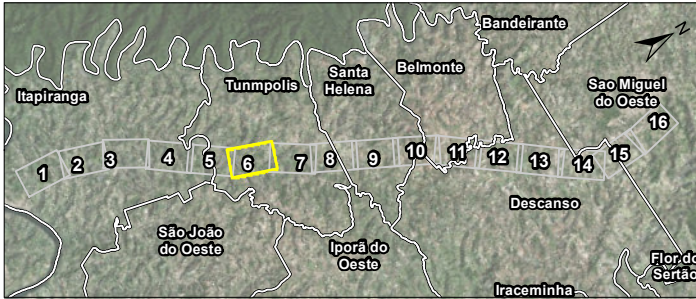 Bandeirante
N
Santa
Helena
Belmonte
Tunmpolis
Itapiranga
Sao Miguel
do Oeste
1
2
3
4
5
6
7
8
9
10
11
12
13
14
15
16
Descanso
São João
do Oeste
Iporã do
Oeste
Flor do
Sertão
Iraceminha